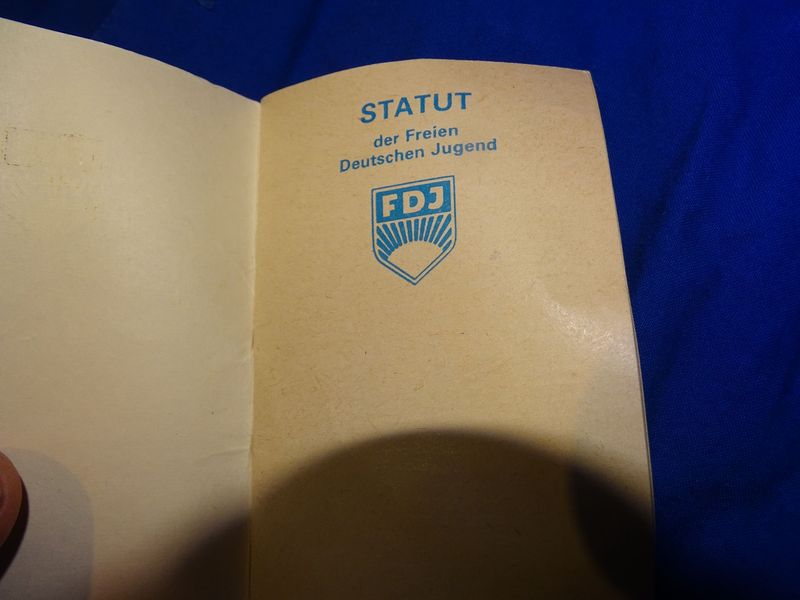 STATUT
der Freien
Deutschen Jugend
FDJ